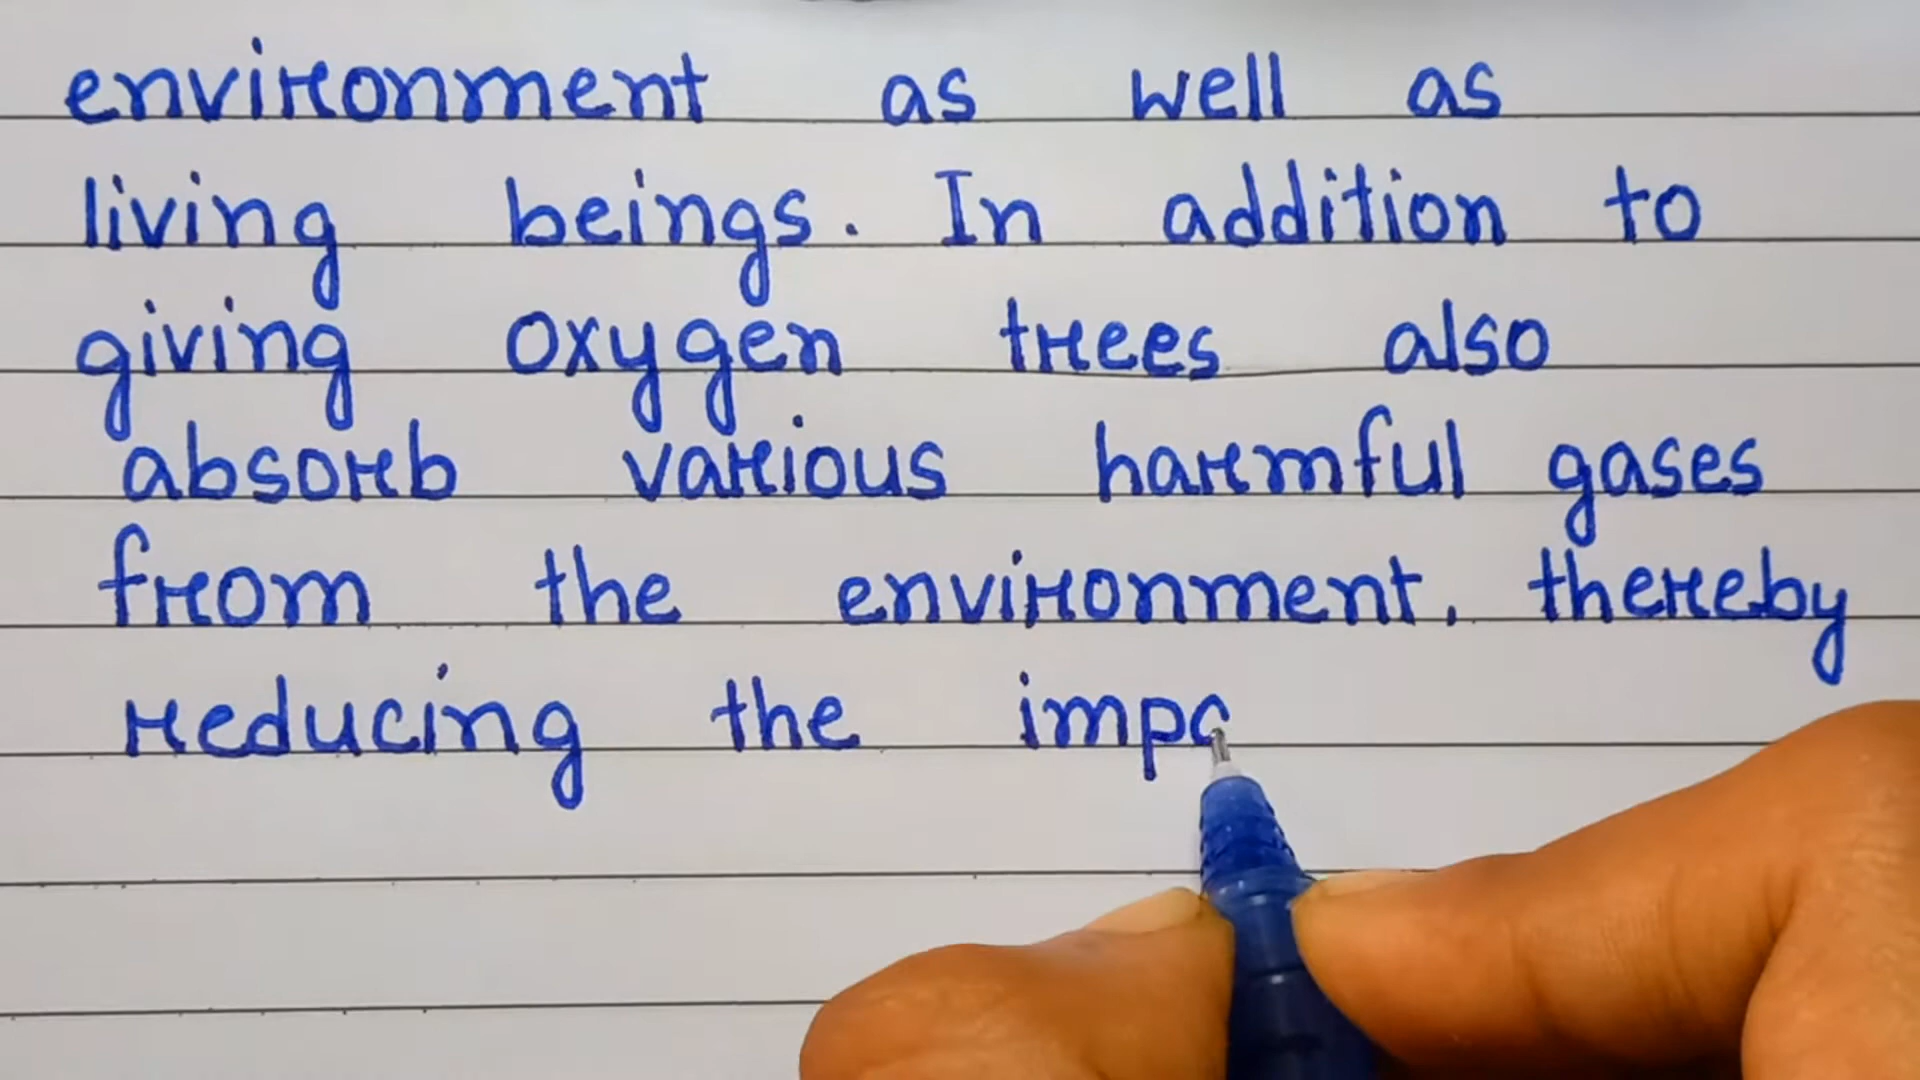 environment as well as
living beings. In addition to
giving oxygen trees also
absorb various harmful gases
from the environment. thereby
reducing the impa